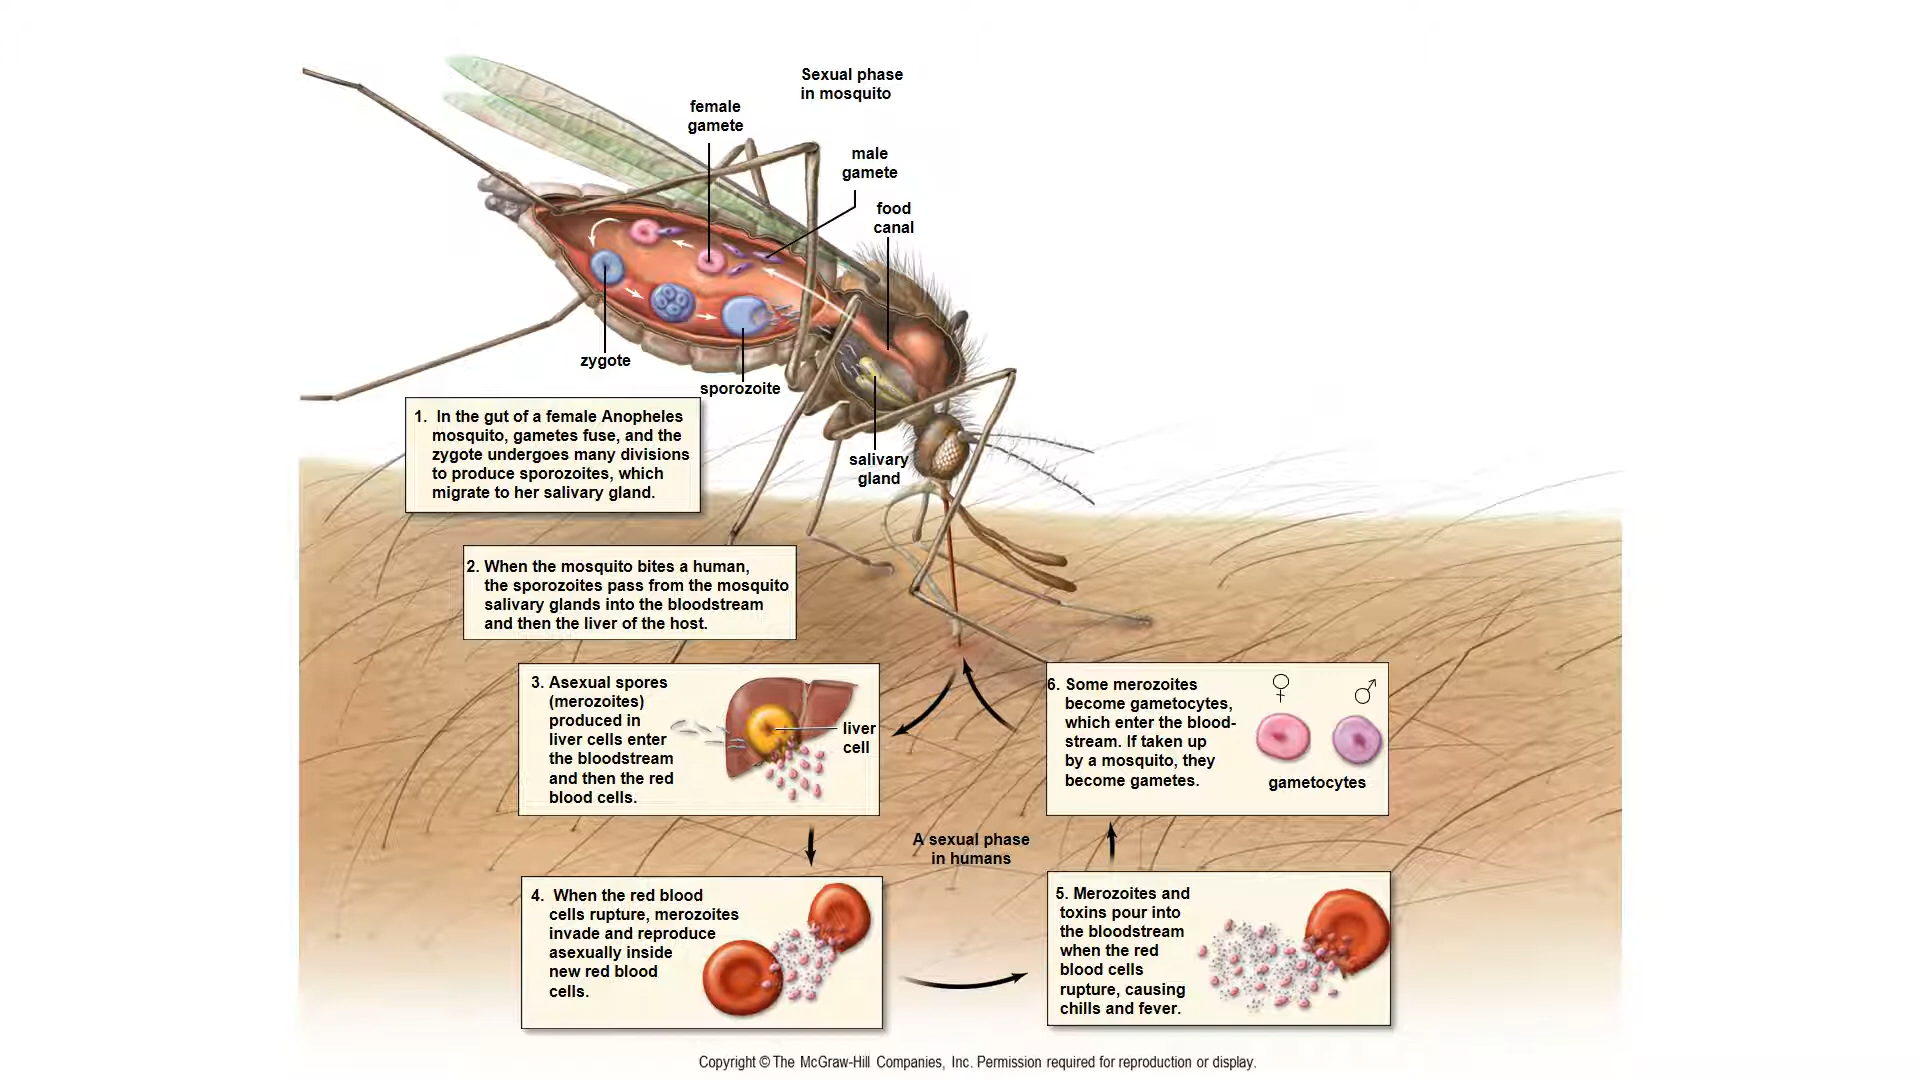 Sexual phase
in mosquito
female
gamete
male
gamete
food
canal
zygote
sporozoite
salivary
gland
1. In the gut of a female Anopheles
mosquito, gametes fuse, and the
zygote undergoes many divisions
to produce sporozoites, which
migrate to her salivary gland.
2. When the mosquito bites a human,
the sporozoites pass from the mosquito
salivary glands into the bloodstream
and then the liver of the host.
3. Asexual spores
(merozoites)
produced in
liver cells enter
the bloodstream
and then the red
blood cells.
liver
cell
4. When the red blood
cells rupture, merozoites
invade and reproduce
asexually inside
new red blood
cells.
A sexual phase
in humans
5. Merozoites and
toxins pour into
the bloodstream
when the red
blood cells
rupture, causing
chills and fever.
6. Some merozoites
become gametocytes,
which enter the blood-
stream. If taken up
by a mosquito, they
become gametes.
♀ ♂
gametocytes
Copyright © The McGraw-Hill Companies, Inc. Permission required for reproduction or display.